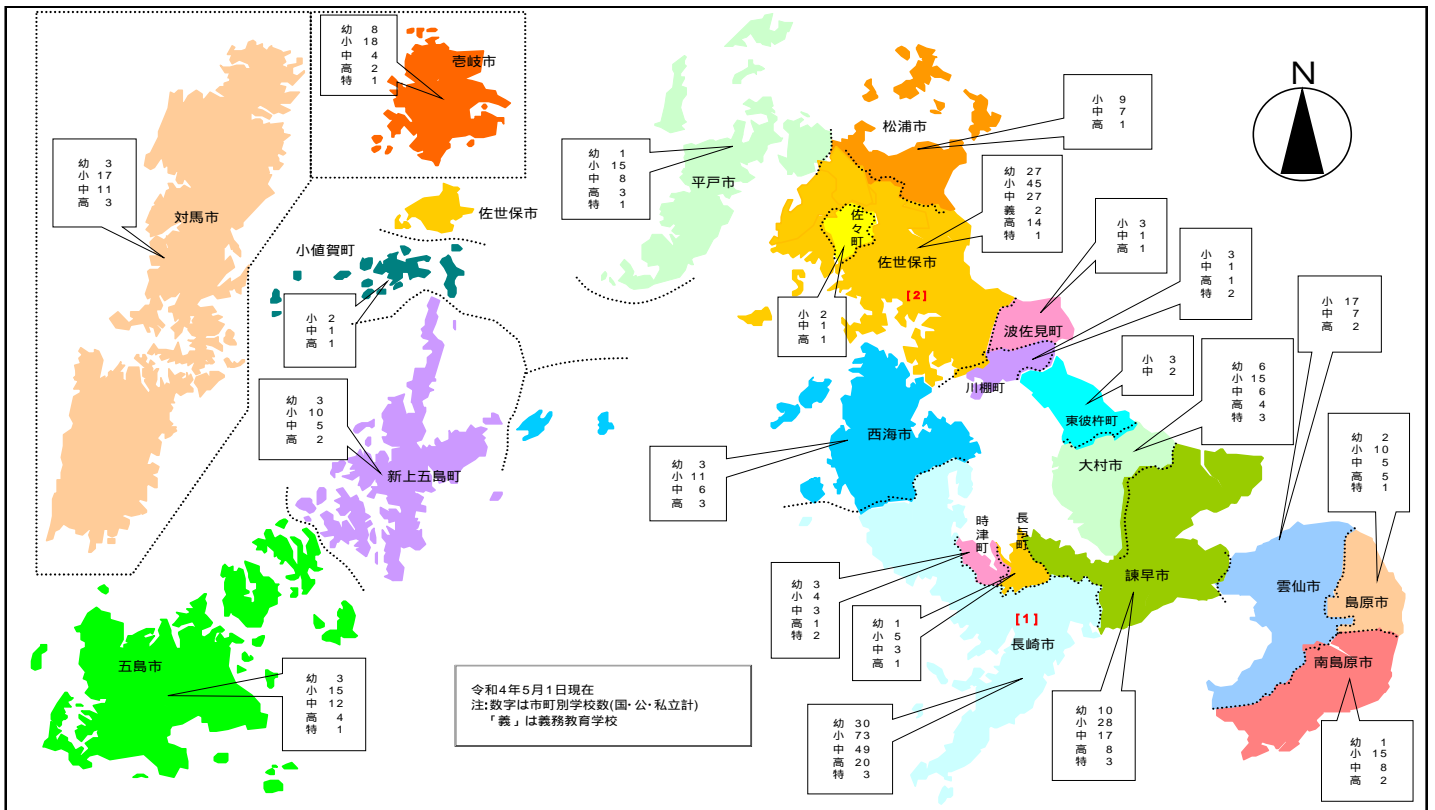 幼 8
小 18
中 4
高 2
特 1
壱岐市
N
幼 3
小 17
中 11
高 3
対馬市
佐世保市
小値賀町
小 2
中 1
高 1
幼 1
小 15
中 8
高 3
特 1
平戸市
松浦市
小 9
中 7
高 1
幼 27
小 45
中 27
義 2
高 14
特 1
佐々町
佐世保市
[2]
小 2
中 1
高 1
小 3
中 1
高 1
波佐見町
小 3
中 1
高 1
特 2
川棚町
小 3
中 2
東彼杵町
幼 6
小 15
中 6
高 4
特 3
大村市
小 17
中 7
高 2
幼 2
小 10
中 5
高 5
特 1
幼 3
小 10
中 5
高 2
新上五島町
西海市
幼 3
小 11
中 6
高 3
時津町
長与町
諫早市
雲仙市
島原市
南島原市
幼 3
小 4
中 3
高 1
特 2
幼 1
小 5
中 3
高 1
[1]
長崎市
五島市
幼 3
小 15
中 12
高 4
特 1
令和4年5月1日現在
注:数字は市町別学校数(国・公・私立計)
「義」は義務教育学校
幼 30
小 73
中 49
高 20
特 3
幼 10
小 28
中 17
高 8
特 3
幼 1
小 15
中 8
高 2